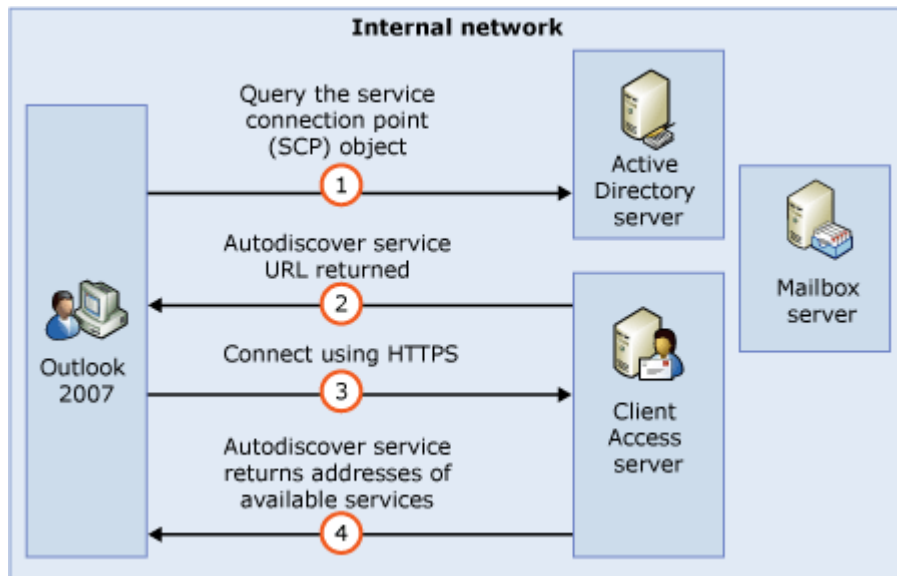 Internal network
Query the service
connection point
(SCP) object
1
Active
Directory
server
Autodiscover service
URL returned
2
Mailbox
server
Outlook
2007
Connect using HTTPS
3
Client
Access
server
Autodiscover service
returns addresses of
available services
4